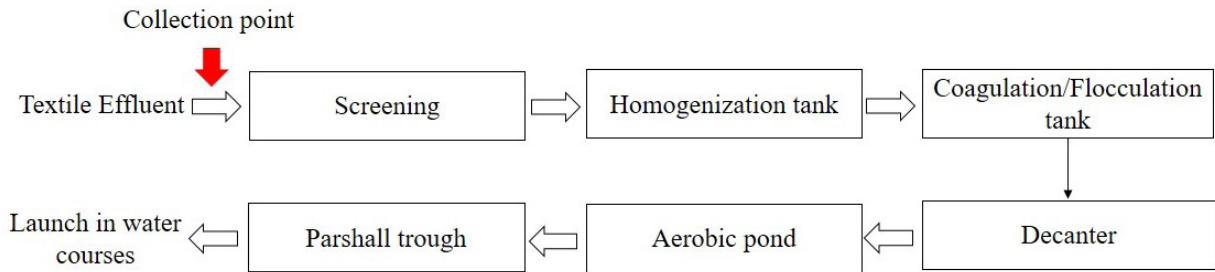 Collection point
Textile Effluent
Screening
Homogenization tank
Coagulation/Flocculation
tank
Launch in water
courses
Parshall trough
Aerobic pond
Decanter